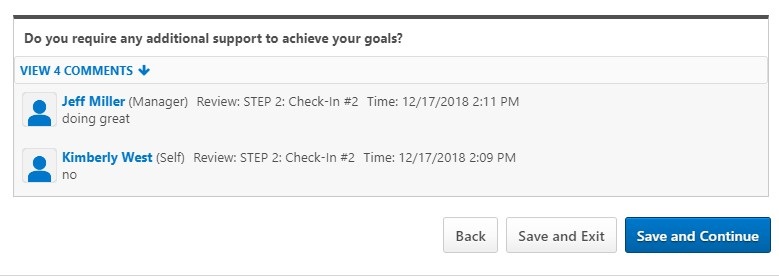 Do you require any additional support to achieve your goals?
VIEW 4 COMMENTS
Jeff Miller (Manager) Review: STEP 2: Check-In #2 Time: 12/17/2018 2:11 PM
doing great
Kimberly West (Self) Review: STEP 2: Check-In #2 Time: 12/17/2018 2:09 PM
no
Back Save and Exit Save and Continue